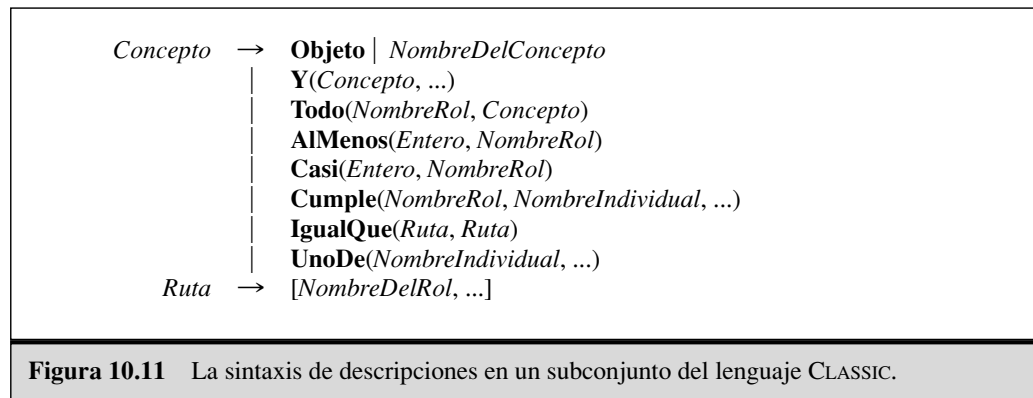 Concepto → Objeto | NombreDelConcepto
| Y(Concepto, ...)
| Todo(NombreRol, Concepto)
| AlMenos(Entero, NombreRol)
| Casi(Entero, NombreRol)
| Cumple(NombreRol, NombreIndividual, ...)
| IgualQue(Ruta, Ruta)
| UnoDe(NombreIndividual, ...)
Ruta → [NombreDelRol, ...]
Figura 10.11 La sintaxis de descripciones en un subconjunto del lenguaje CLASSIC.